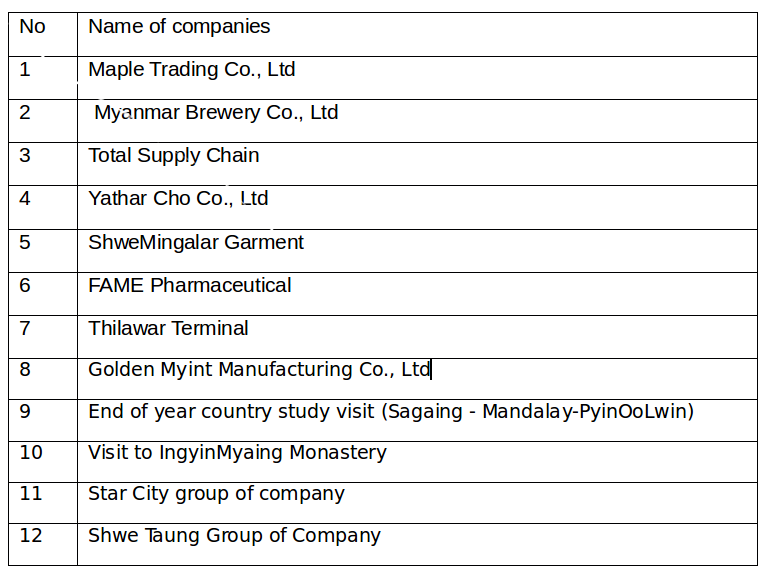 No Name of companies
1 Maple Trading Co., Ltd
2 Myanmar Brewery Co., Ltd
3 Total Supply Chain
4 Yathar Cho Co., Ltd
5 ShweMingalar Garment
6 FAME Pharmaceutical
7 Thilawar Terminal
8 Golden Myint Manufacturing Co., Ltd
9 End of year country study visit (Sagaing - Mandalay-PyinOoLwin)
10 Visit to IngyinMyaing Monastery
11 Star City group of company
12 Shwe Taung Group of Company